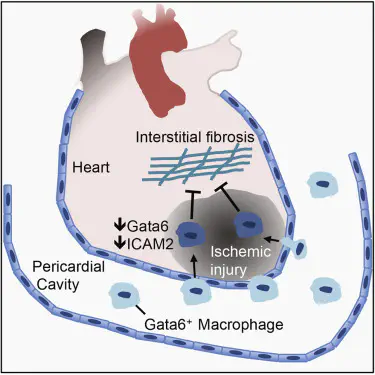 Interstitial fibrosis
Heart
🡻Gata6
🡻ICAM2
Ischemic
injury
Pericardial
Cavity
Gata6⁺ Macrophage